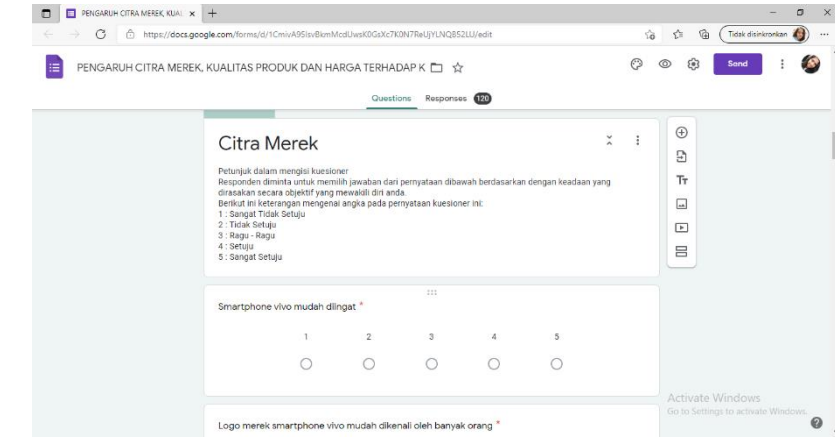 PENGARUH CITRA MEREK, KUAL
https://docs.google.com/forms/d/1CmivA95IsvBkmMcdUwsK0GsXc7K0N7ReUjYLNQB52LU/edit
Tidak disinkronkan
PENGARUH CITRA MEREK, KUALITAS PRODUK DAN HARGA TERHADAP K
Send
Questions Responses 120
Citra Merek
Petunjuk dalam mengisi kuesioner
Responden diminta untuk memilih jawaban dari pernyataan dibawah berdasarkan dengan keadaan yang
dirasakan secara objektif yang mewakili diri anda.
Berikut ini keterangan mengenai angka pada pernyataan kuesioner ini:
1 : Sangat Tidak Setuju
2 : Tidak Setuju
3 : Ragu - Ragu
4 : Setuju
5 : Sangat Setuju
Tт
Smartphone vivo mudah diingat *
1 2 3 4 5
Activate Windows
Go to Settings to activate Windows.
Logo merek smartphone vivo mudah dikenali oleh banyak orang *